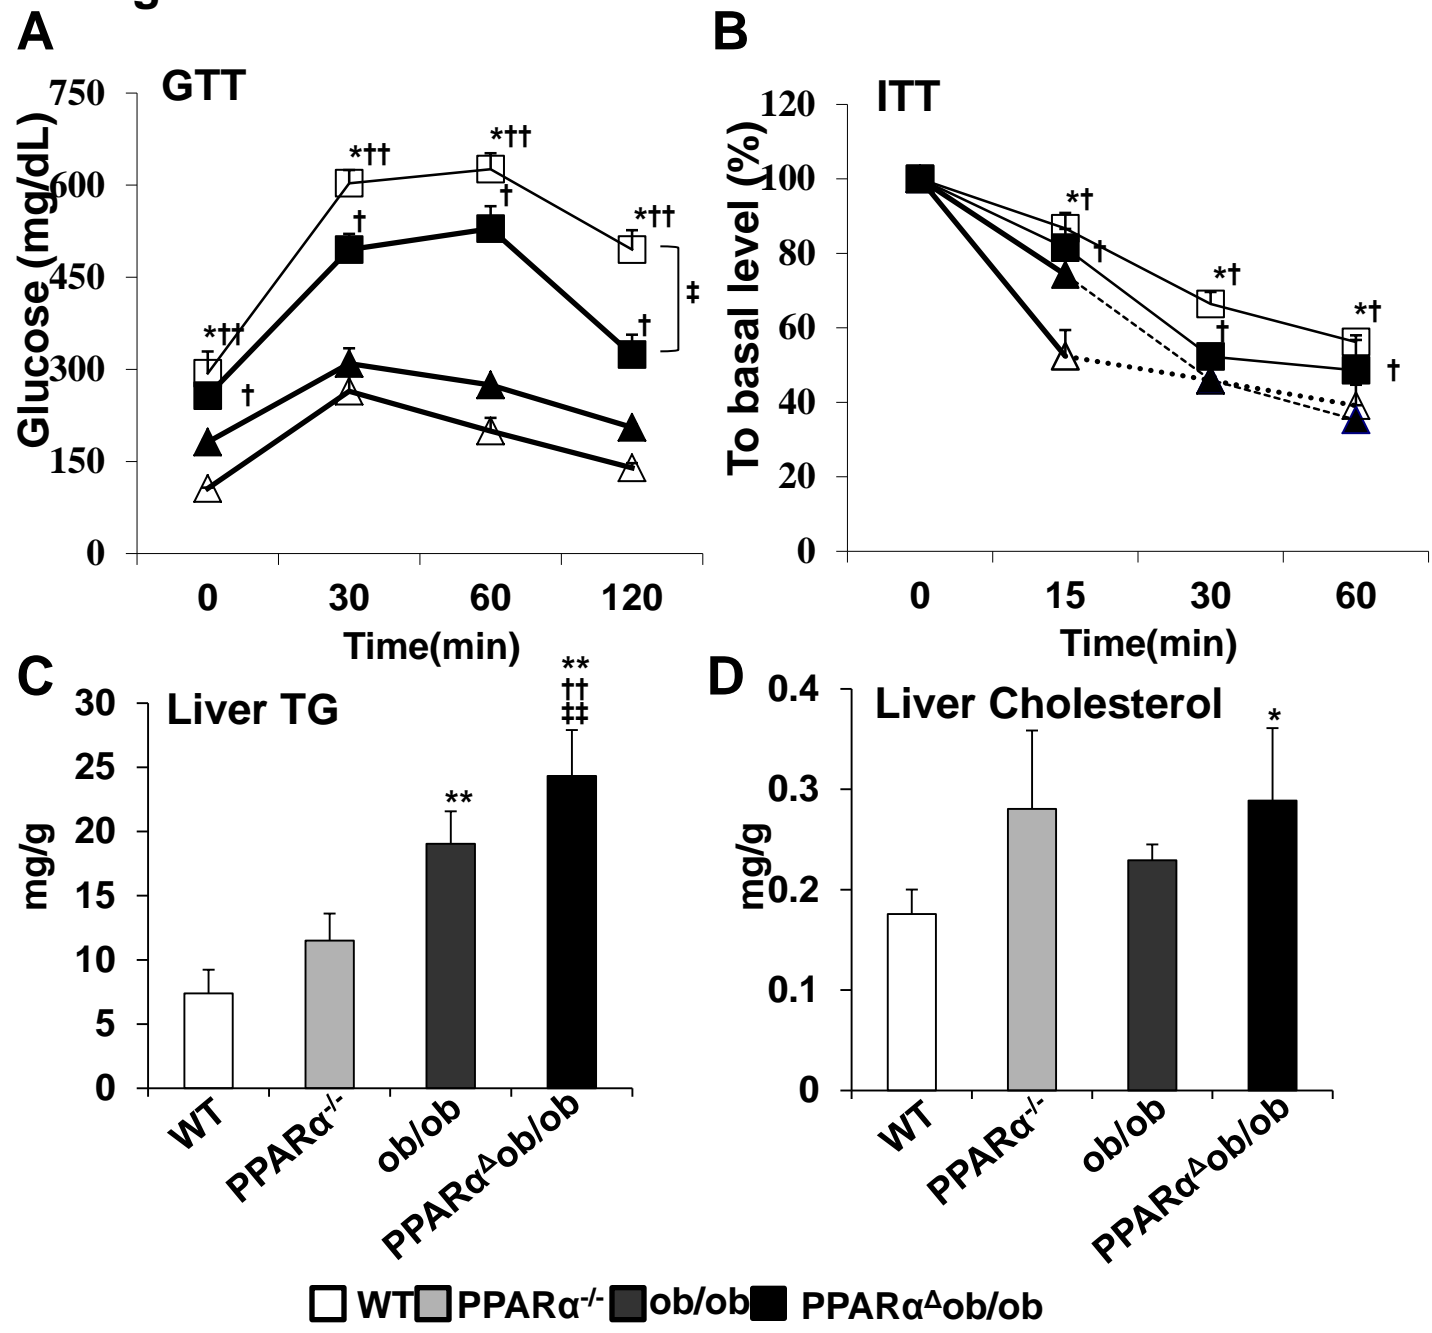 g
A
GTT
Glucose (mg/dL)
750
600
450
300
150
0
*††
†
*††
†
*††
†
*††
†
‡
0 30 60 120
Time(min)
B
ITT
To basal level (%)
120
100
80
60
40
20
0
*†
†
*†
†
*†
†
0 15 30 60
Time(min)
C
Liver TG
mg/g
30
25
20
15
10
5
0
**
**
††
‡‡
WT PPARα-/- ob/ob PPARαΔob/ob
D
Liver Cholesterol
mg/g
0.4
0.3
0.2
0.1
0
*
WT PPARα-/- ob/ob PPARαΔob/ob
WT PPARα-/- ob/ob PPARαΔob/ob